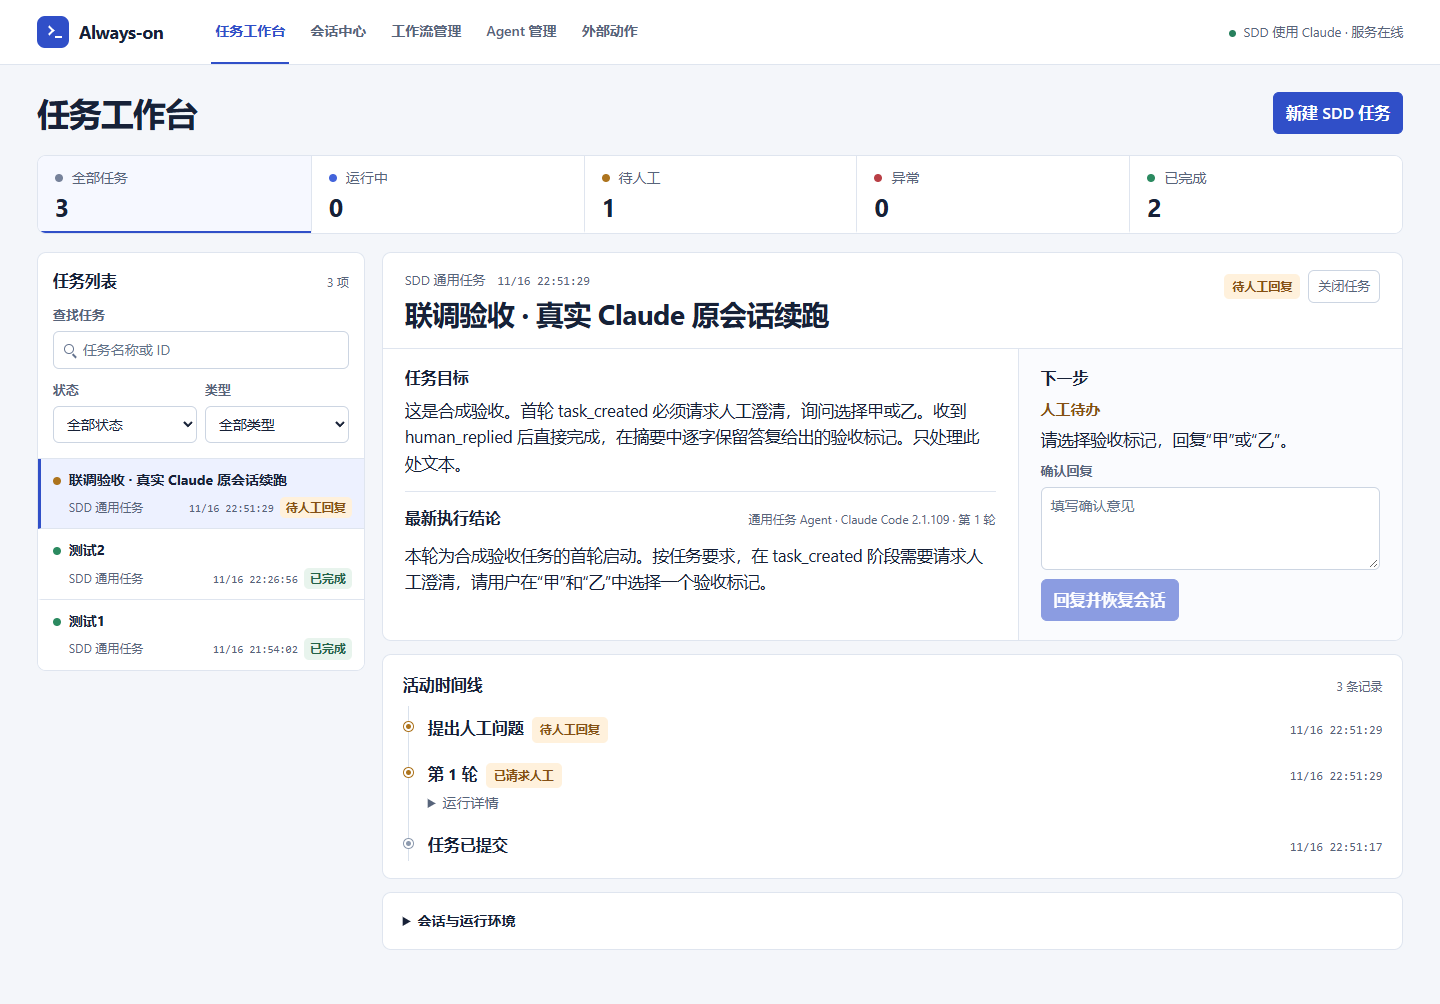 Always-on
任务工作台
会话中心
工作流管理
Agent 管理
外部动作
SDD 使用 Claude · 服务在线
任务工作台
新建 SDD 任务
全部任务
3
运行中
0
待人工
1
异常
0
已完成
2
任务列表
3 项
查找任务
任务名称或 ID
状态
类型
全部状态
全部类型
联调验收 · 真实 Claude 原会话续跑
SDD 通用任务 11/16 22:51:29 待人工回复
测试2
SDD 通用任务 11/16 22:26:56 已完成
测试1
SDD 通用任务 11/16 21:54:02 已完成
SDD 通用任务 11/16 22:51:29
联调验收 · 真实 Claude 原会话续跑
待人工回复
关闭任务
任务目标
这是合成验收。首轮 task_created 必须请求人工澄清，询问选择甲或乙。收到
human_replied 后直接完成，在摘要中逐字保留答复给出的验收标记。只处理此
处文本。
最新执行结论
通用任务 Agent · Claude Code 2.1.109 · 第 1 轮
本轮为合成验收任务的首轮启动。按任务要求，在 task_created 阶段需要请求人
工澄清，请用户在“甲”和“乙”中选择一个验收标记。
下一步
人工待办
请选择验收标记，回复“甲”或“乙”。
确认回复
填写确认意见
回复并恢复会话
活动时间线
3 条记录
提出人工问题 待人工回复 11/16 22:51:29
第 1 轮 已请求人工 11/16 22:51:29
运行详情
任务已提交 11/16 22:51:17
会话与运行环境